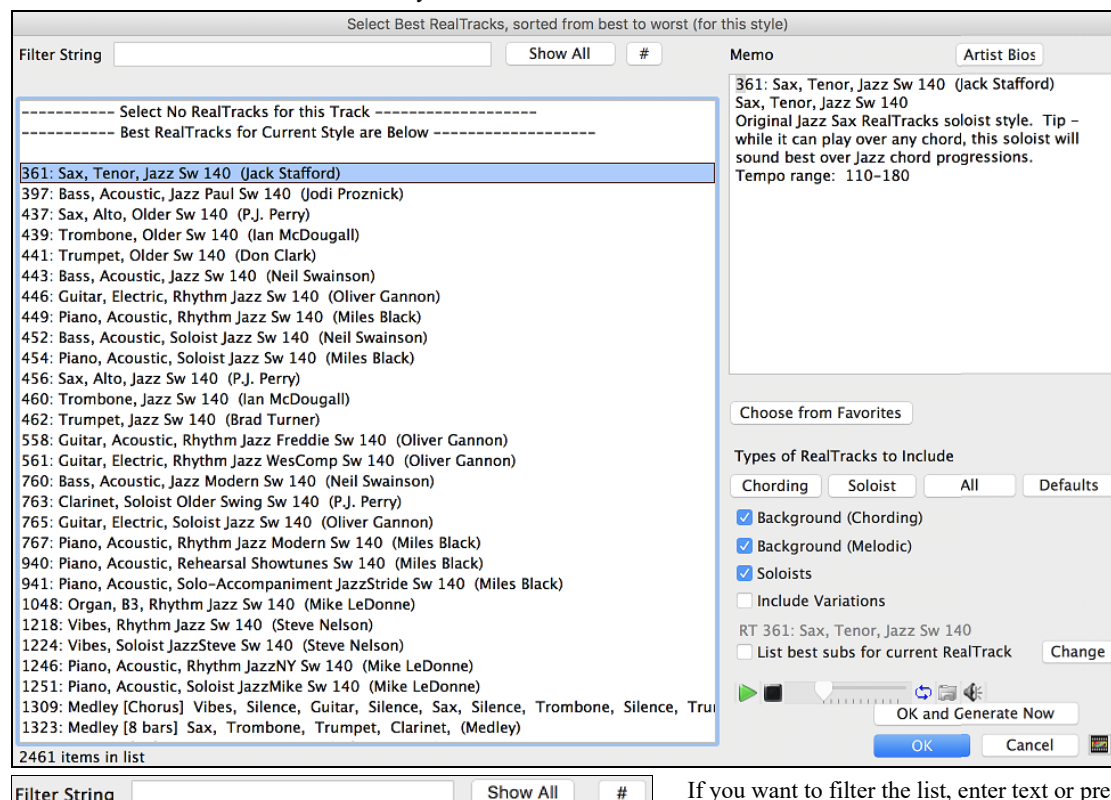 Select Best RealTracks, sorted from best to worst (for this style)
Filter String
Show All
#
Memo
Artist Bios
----------- Select No RealTracks for this Track -------------------
----------- Best RealTracks for Current Style are Below -------------------
361: Sax, Tenor, Jazz Sw 140 (Jack Stafford)
397: Bass, Acoustic, Jazz Paul Sw 140 (Jodi Proznick)
437: Sax, Alto, Older Sw 140 (P.J. Perry)
439: Trombone, Older Sw 140 (Ian McDougall)
441: Trumpet, Older Sw 140 (Don Clark)
443: Bass, Acoustic, Jazz Sw 140 (Neil Swainson)
446: Guitar, Electric, Rhythm Jazz Sw 140 (Oliver Gannon)
449: Piano, Acoustic, Rhythm Jazz Sw 140 (Miles Black)
452: Bass, Acoustic, Soloist Jazz Sw 140 (Neil Swainson)
454: Piano, Acoustic, Soloist Jazz Sw 140 (Miles Black)
456: Sax, Alto, Jazz Sw 140 (P.J. Perry)
460: Trombone, Jazz Sw 140 (Ian McDougall)
462: Trumpet, Jazz Sw 140 (Brad Turner)
558: Guitar, Acoustic, Rhythm Jazz Freddie Sw 140 (Oliver Gannon)
561: Guitar, Electric, Rhythm Jazz WesComp Sw 140 (Oliver Gannon)
760: Bass, Acoustic, Jazz Modern Sw 140 (Neil Swainson)
763: Clarinet, Soloist Older Swing Sw 140 (P.J. Perry)
765: Guitar, Electric, Soloist Jazz Sw 140 (Oliver Gannon)
767: Piano, Acoustic, Rhythm Jazz Modern Sw 140 (Miles Black)
940: Piano, Acoustic, Rehearsal Showtunes Sw 140 (Miles Black)
941: Piano, Acoustic, Solo-Accompaniment JazzStride Sw 140 (Miles Black)
1048: Organ, B3, Rhythm Jazz Sw 140 (Mike LeDonne)
1218: Vibes, Rhythm Jazz Sw 140 (Steve Nelson)
1224: Vibes, Soloist JazzSteve Sw 140 (Steve Nelson)
1246: Piano, Acoustic, Rhythm JazzNY Sw 140 (Mike LeDonne)
1251: Piano, Acoustic, Soloist JazzMike Sw 140 (Mike LeDonne)
1309: Medley [Chorus] Vibes, Silence, Guitar, Silence, Sax, Silence, Trombone, Silence, Tru
1323: Medley [8 bars] Sax, Trombone, Trumpet, Clarinet, (Medley)
2461 items in list
361: Sax, Tenor, Jazz Sw 140 (Jack Stafford)
Sax, Tenor, Jazz Sw 140
Original Jazz Sax RealTracks soloist style. Tip -
while it can play over any chord, this soloist will
sound best over Jazz chord progressions.
Tempo range: 110-180
Choose from Favorites
Types of RealTracks to Include
Chording
Soloist
All
Defaults
Background (Chording)
Background (Melodic)
Soloists
Include Variations
RT 361: Sax, Tenor, Jazz Sw 140
List best subs for current RealTrack
Change
OK and Generate Now
OK
Cancel
Filter String
Show All
#
If you want to filter the list, enter text or pre